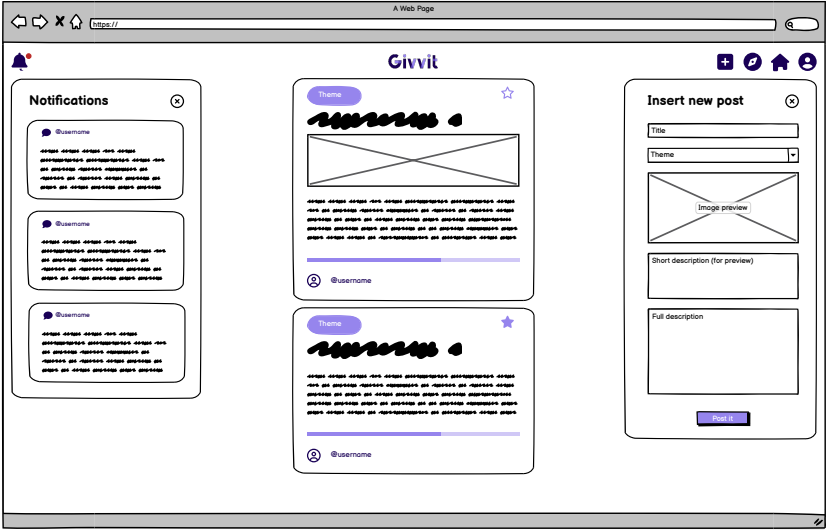 A Web Page
https://
Givvit
Notifications
@username
@username
@username
Theme
@username
Theme
@username
Insert new post
Title
Theme
Image preview
Short description (for preview)
Full description
Post it